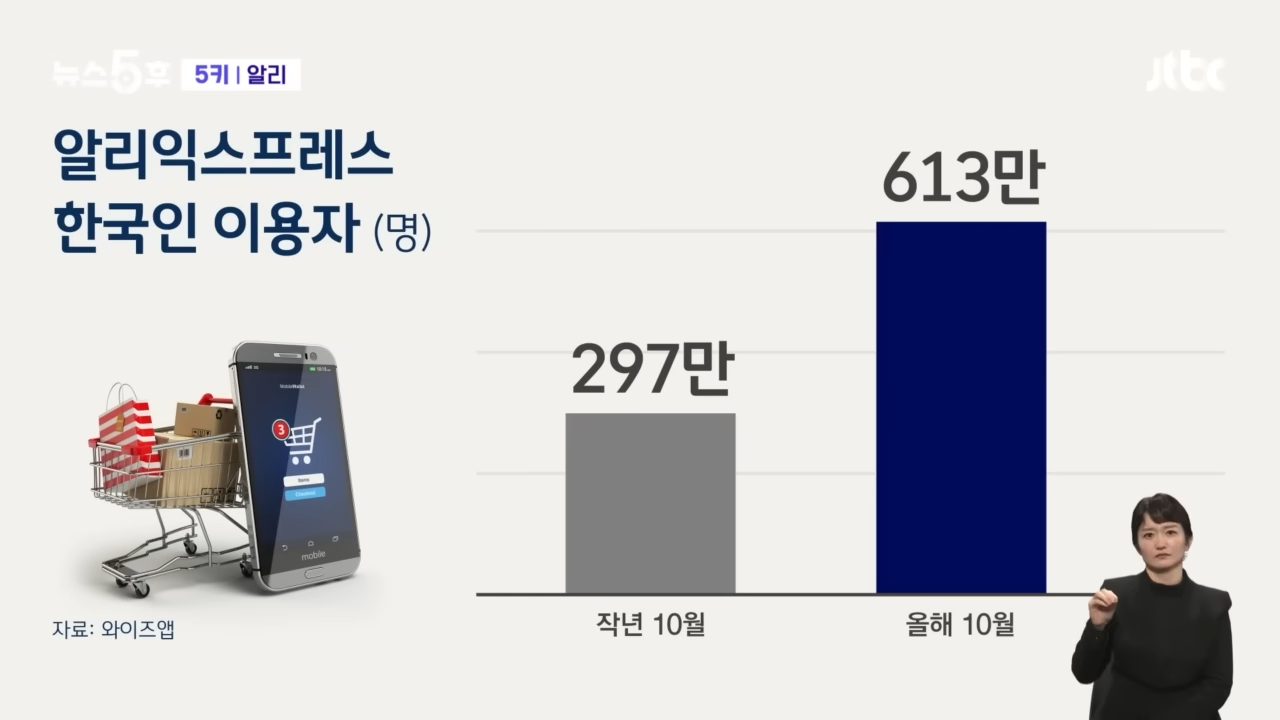 뉴스5후
5키 | 알리
jtbc
알리익스프레스
한국인 이용자 (명)
613만
297만
3
mobile
작년 10월
올해 10월
자료: 와이즈앱